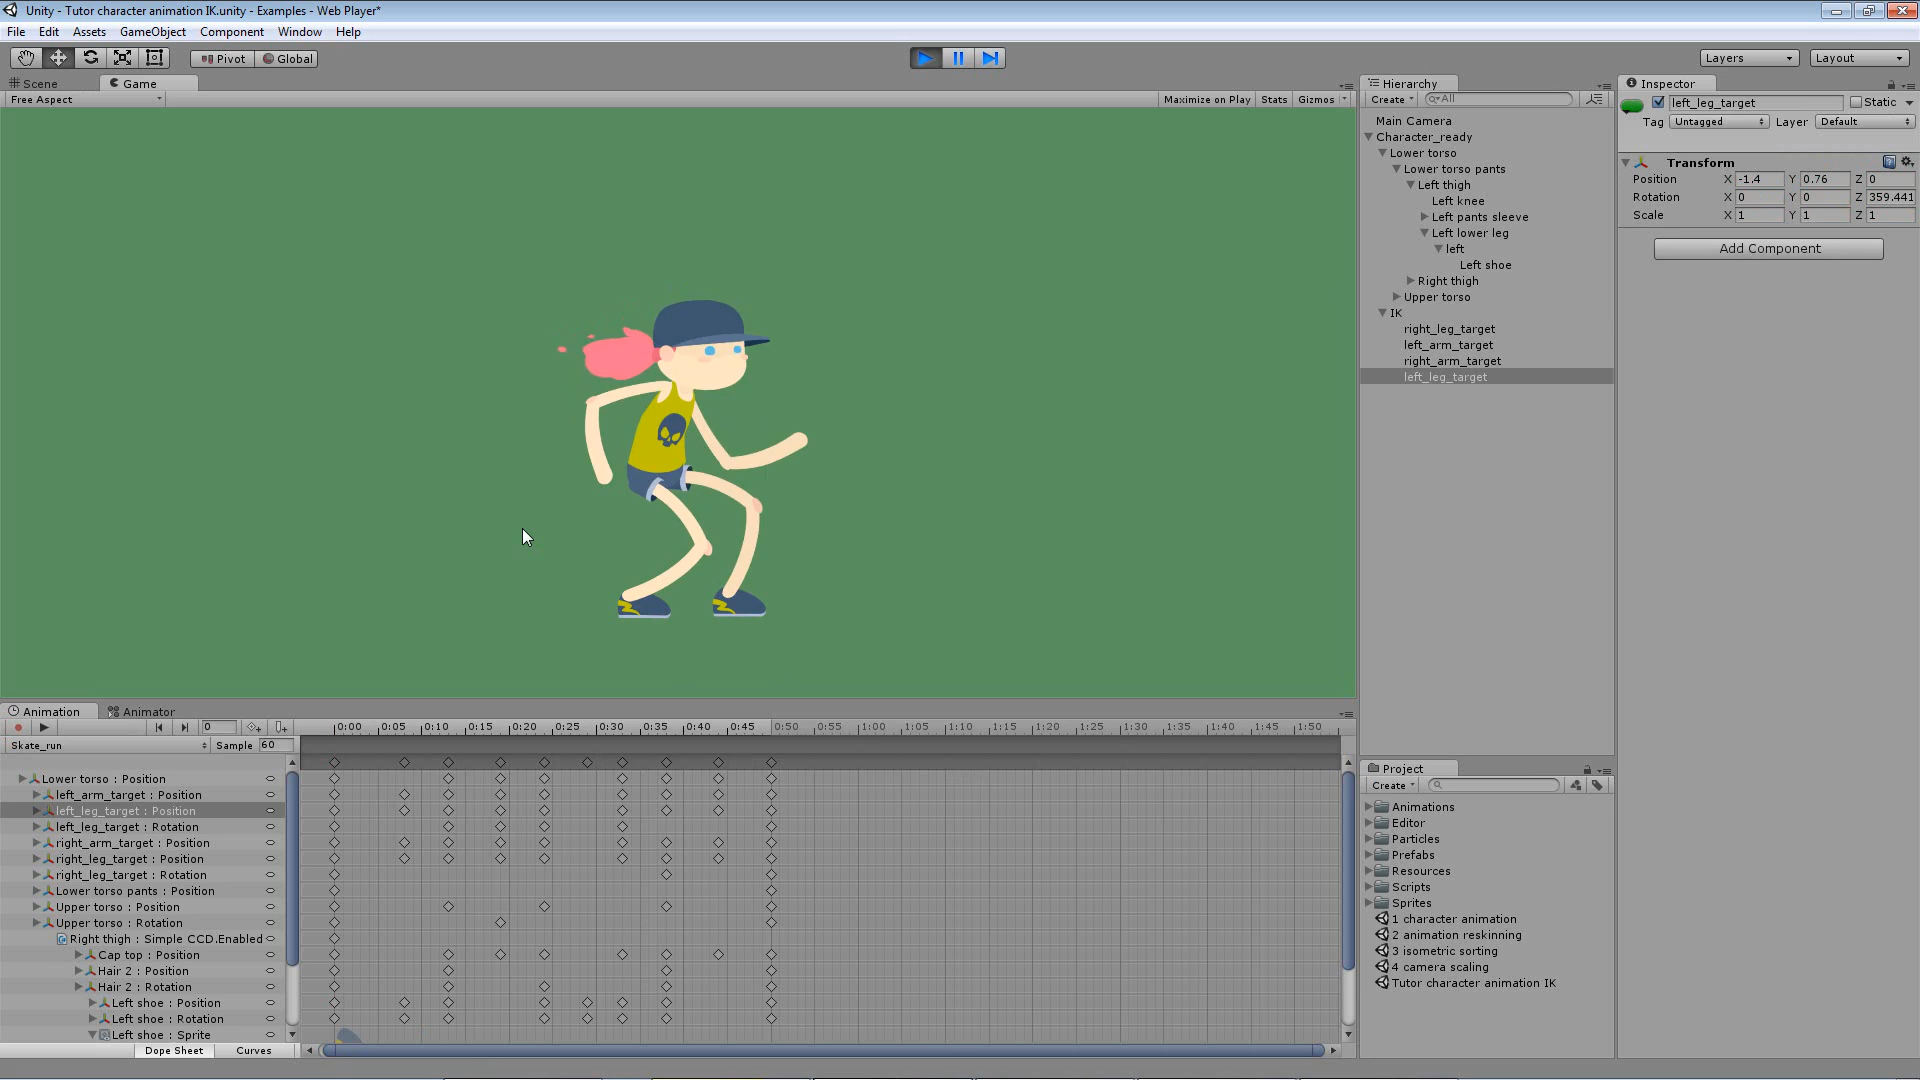 Unity - Tutor character animation IK.unity - Examples - Web Player*
File Edit Assets GameObject Component Window Help
Pivot Global Layers Layout
Scene Game
Free Aspect Maximize on Play Stats Gizmos
Hierarchy
Create All
Main Camera
Character_ready
Lower torso
Lower torso pants
Left thigh
Left knee
Left pants sleeve
Left lower leg
left
Left shoe
Right thigh
Upper torso
IK
right_leg_target
left_arm_target
right_arm_target
left_leg_target
Inspector
left_leg_target Static
Tag Untagged Layer Default
Transform
Position X -1.4 Y 0.76 Z 0
Rotation X 0 Y 0 Z 359.441
Scale X 1 Y 1 Z 1
Add Component
Animation Animator
0 0:00 0:05 0:10 0:15 0:20 0:25 0:30 0:35 0:40 0:45 0:50 0:55 1:00 1:05 1:10 1:15 1:20 1:25 1:30 1:35 1:40 1:45 1:50
Skate_run Sample 60
Lower torso : Position
left_arm_target : Position
left_leg_target : Position
left_leg_target : Rotation
right_arm_target : Position
right_leg_target : Position
right_leg_target : Rotation
Lower torso pants : Position
Upper torso : Position
Upper torso : Rotation
Right thigh : Simple CCD.Enabled
Cap top : Position
Hair 2 : Position
Hair 2 : Rotation
Left shoe : Position
Left shoe : Rotation
Left shoe : Sprite
Dope Sheet Curves
Project
Create
Animations
Editor
Particles
Prefabs
Resources
Scripts
Sprites
1 character animation
2 animation reskinning
3 isometric sorting
4 camera scaling
Tutor character animation IK